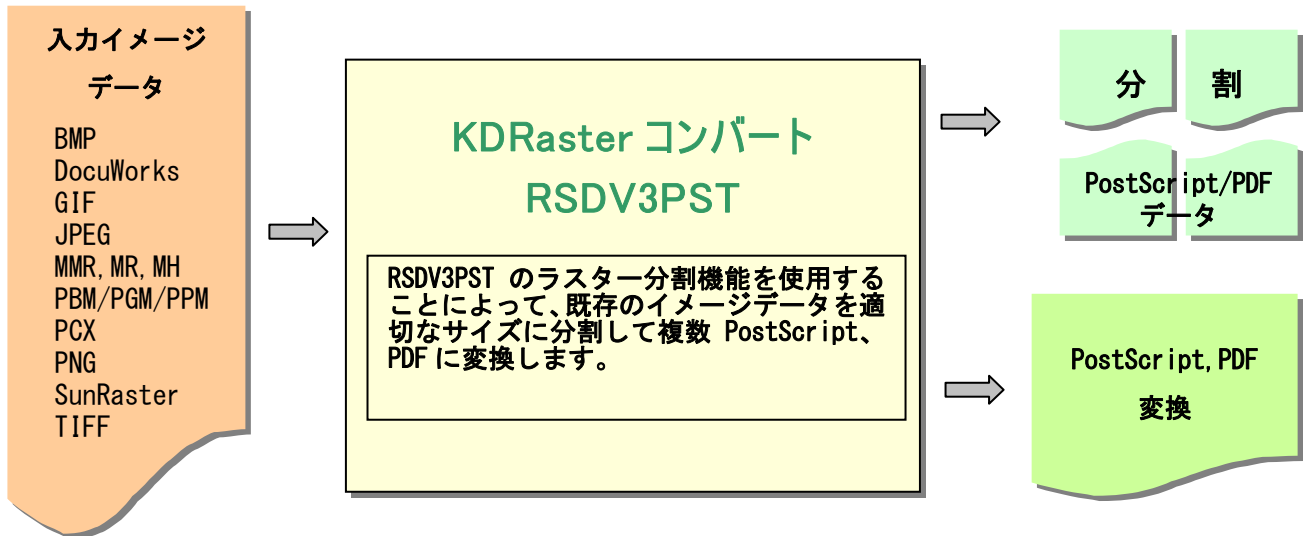 入力イメージ
データ
BMP
DocuWorks
GIF
JPEG
MMR,MR,MH
PBM/PGM/PPM
PCX
PNG
SunRaster
TIFF
KDRaster コンバート
RSDV3PST
RSDV3PST のラスター分割機能を使用する
ことによって、既存のイメージデータを適
切なサイズに分割して複数 PostScript、
PDF に変換します。
分 割
PostScript/PDF
データ
PostScript,PDF
変換